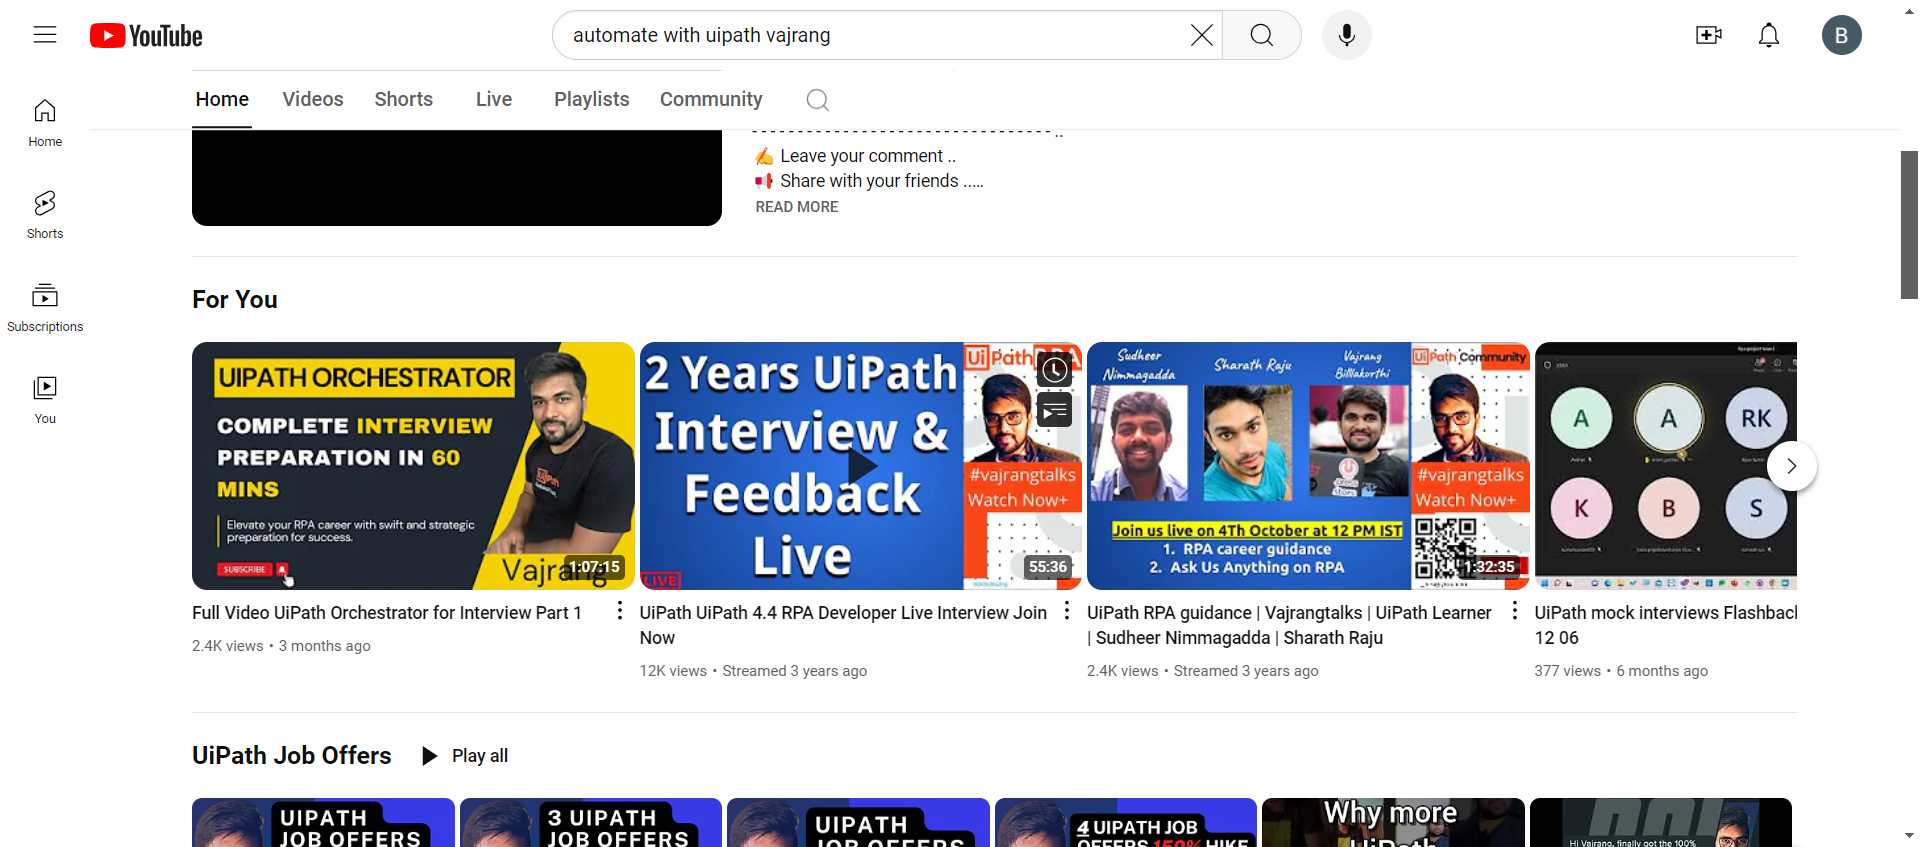 YouTube
automate with uipath vajrang
B
Home
Videos
Shorts
Live
Playlists
Community
Home
Shorts
Subscriptions
You
✍️ Leave your comment ..
📢 Share with your friends .....
READ MORE
For You
UIPATH ORCHESTRATOR
COMPLETE INTERVIEW
PREPARATION IN 60
MINS
Elevate your RPA career with swift and strategic
preparation for success.
SUBSCRIBE
Vajrang
1:07:15
Full Video UiPath Orchestrator for Interview Part 1
2.4K views • 3 months ago
2 Years UiPath
Interview &
Feedback
Live
UiPath
#vajrangtalks
Watch Now+
LIVE
55:36
UiPath UiPath 4.4 RPA Developer Live Interview Join
Now
12K views • Streamed 3 years ago
Sudheer
Nimmagadda
Sharath Raju
Vajrang
Billlakorthi
UiPath Community
#vajrangtalks
Watch Now+
Join us live on 4Th October at 12 PM IST
1. RPA career guidance
2. Ask Us Anything on RPA
1:32:35
UiPath RPA guidance | Vajrangtalks | UiPath Learner
| Sudheer Nimmagadda | Sharath Raju
2.4K views • Streamed 3 years ago
A
A
RK
K
B
S
UiPath mock interviews Flashback
12 06
377 views • 6 months ago
UiPath Job Offers
Play all
UIPATH
JOB OFFERS
3 UIPATH
JOB OFFERS
UIPATH
JOB OFFERS
4 UIPATH JOB
OFFERS 150% HIKE
Why more
UiPath
Hi Vajrang, finally got the 100%